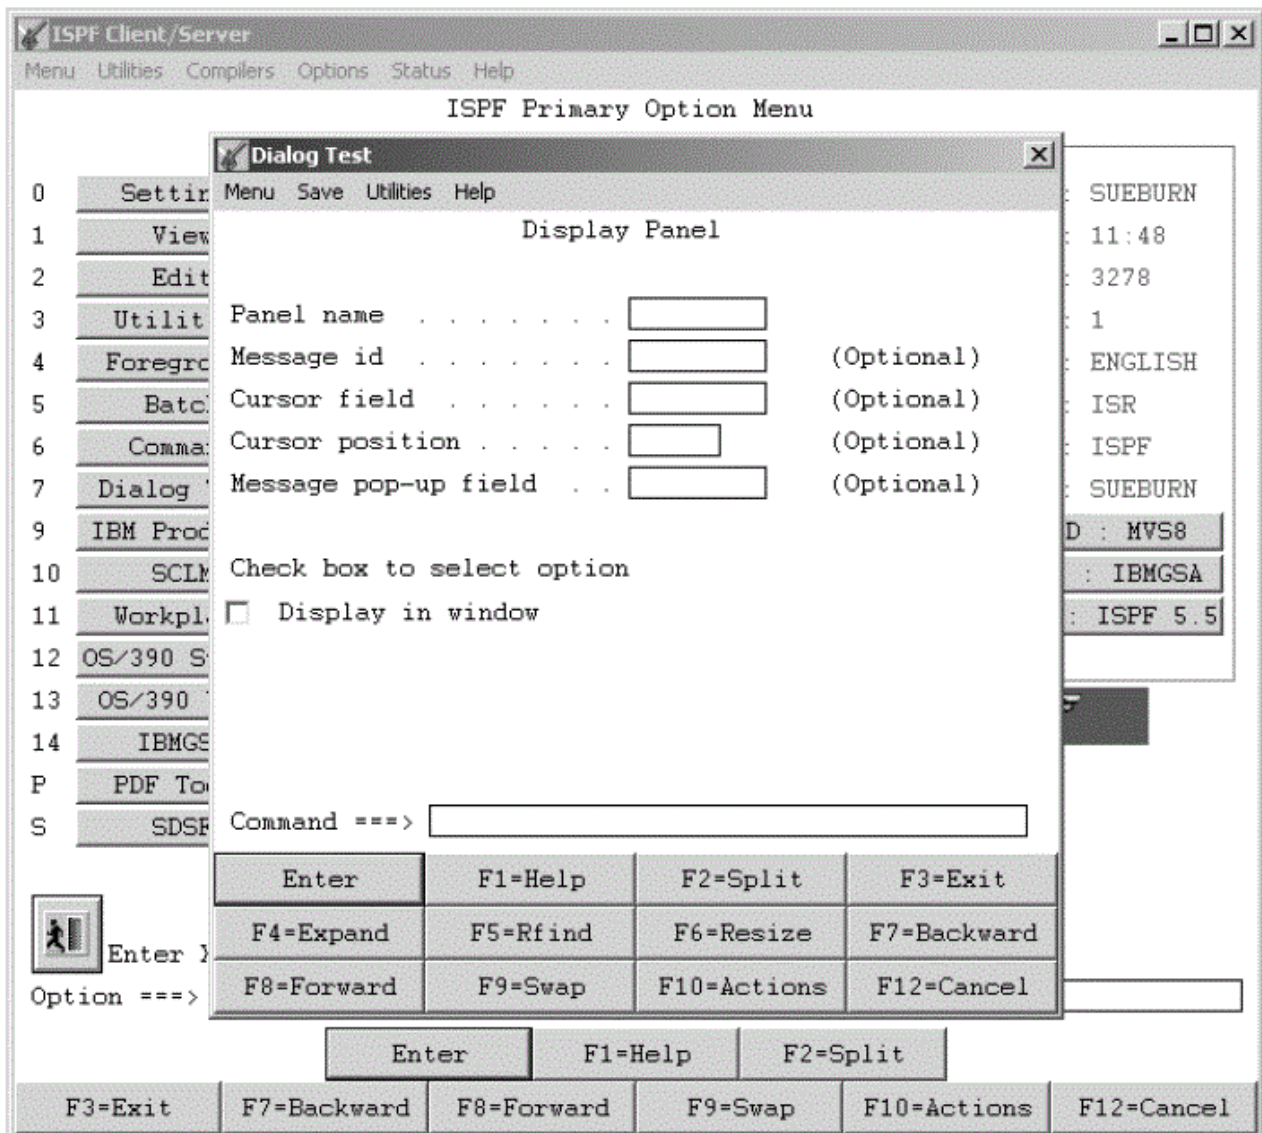 ISPF Client/Server
Menu Utilities Compilers Options Status Help
ISPF Primary Option Menu
Dialog Test
Menu Save Utilities Help
Display Panel
Panel name . . . . . . .
Message id . . . . . . . (Optional)
Cursor field . . . . . . (Optional)
Cursor position . . . . . (Optional)
Message pop-up field . . (Optional)
Check box to select option
Display in window
Command ===>
Enter F1=Help F2=Split F3=Exit
F4=Expand F5=Rfind F6=Resize F7=Backward
F8=Forward F9=Swap F10=Actions F12=Cancel
0 Settin
1 View
2 Edit
3 Utilit
4 Foregro
5 Batc
6 Comma
7 Dialog
9 IBM Prod
10 SCLM
11 Workpl
12 OS/390 S
13 OS/390
14 IBMGS
P PDF To
S SDSF
: SUEBURN
: 11:48
: 3278
: 1
: ENGLISH
: ISR
: ISPF
: SUEBURN
D : MVS8
: IBMGSA
: ISPF 5.5
Enter X
Option ===>
Enter F1=Help F2=Split
F3=Exit F7=Backward F8=Forward F9=Swap F10=Actions F12=Cancel